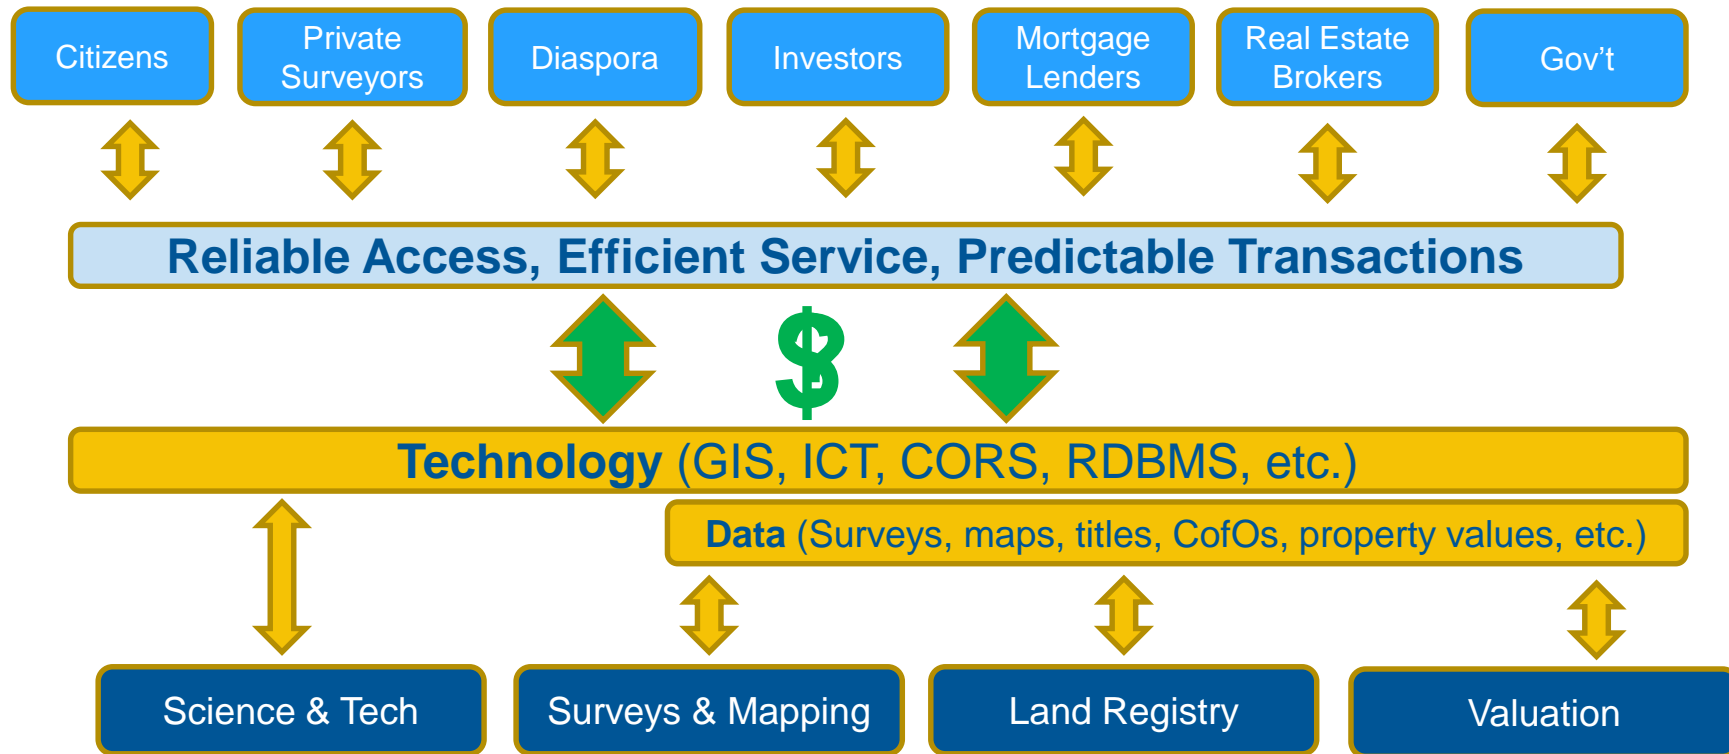 Citizens
Private
Surveyors
Diaspora
Investors
Mortgage
Lenders
Real Estate
Brokers
Gov’t
Reliable Access, Efficient Service, Predictable Transactions
$
Technology (GIS, ICT, CORS, RDBMS, etc.)
Data (Surveys, maps, titles, CofOs, property values, etc.)
Science & Tech
Surveys & Mapping
Land Registry
Valuation